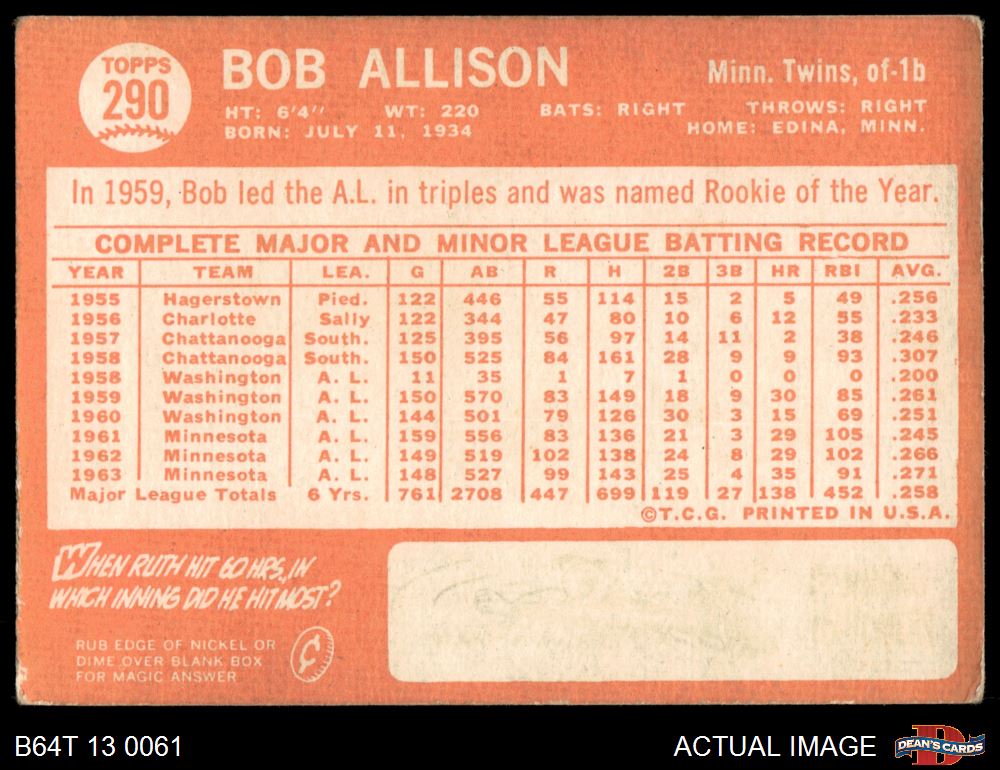 TOPPS
290
BOB ALLISON
Minn. Twins, of-1b
HT: 6'4" WT: 220 BATS: RIGHT THROWS: RIGHT
BORN: JULY 11, 1934 HOME: EDINA, MINN.
In 1959, Bob led the A.L. in triples and was named Rookie of the Year.
COMPLETE MAJOR AND MINOR LEAGUE BATTING RECORD
YEAR TEAM LEA. G AB R H 2B 3B HR RBI AVG.
1955 Hagerstown Pied. 122 446 55 114 15 2 5 49 .256
1956 Charlotte Sally 122 344 47 80 10 6 12 55 .233
1957 Chattanooga South. 125 395 56 97 14 11 2 38 .246
1958 Chattanooga South. 150 525 84 161 28 9 9 93 .307
1958 Washington A. L. 11 35 1 7 1 0 0 0 .200
1959 Washington A. L. 150 570 83 149 18 9 30 85 .261
1960 Washington A. L. 144 501 79 126 30 3 15 69 .251
1961 Minnesota A. L. 159 556 83 136 21 3 29 105 .245
1962 Minnesota A. L. 149 519 102 138 24 8 29 102 .266
1963 Minnesota A. L. 148 527 99 143 25 4 35 91 .271
Major League Totals 6 Yrs. 761 2708 447 699 119 27 138 452 .258
©T.C.G. PRINTED IN U.S.A.
WHEN RUTH HIT 60 HRS., IN
WHICH INNING DID HE HIT MOST?
RUB EDGE OF NICKEL OR
DIME OVER BLANK BOX
FOR MAGIC ANSWER
¢
B64T 13 0061
ACTUAL IMAGE
D
DEAN'S CARDS